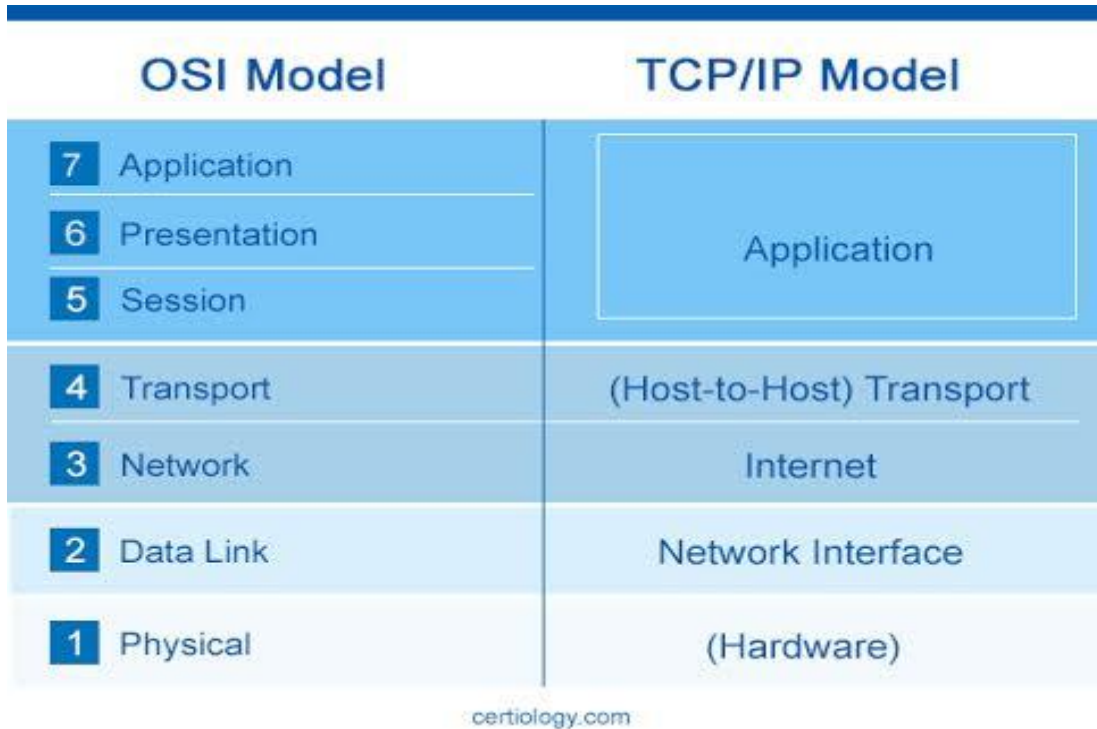 OSI Model TCP/IP Model
7 Application
6 Presentation
Application
5 Session
4 Transport (Host-to-Host) Transport
3 Network Internet
2 Data Link Network Interface
1 Physical (Hardware)
certiology.com